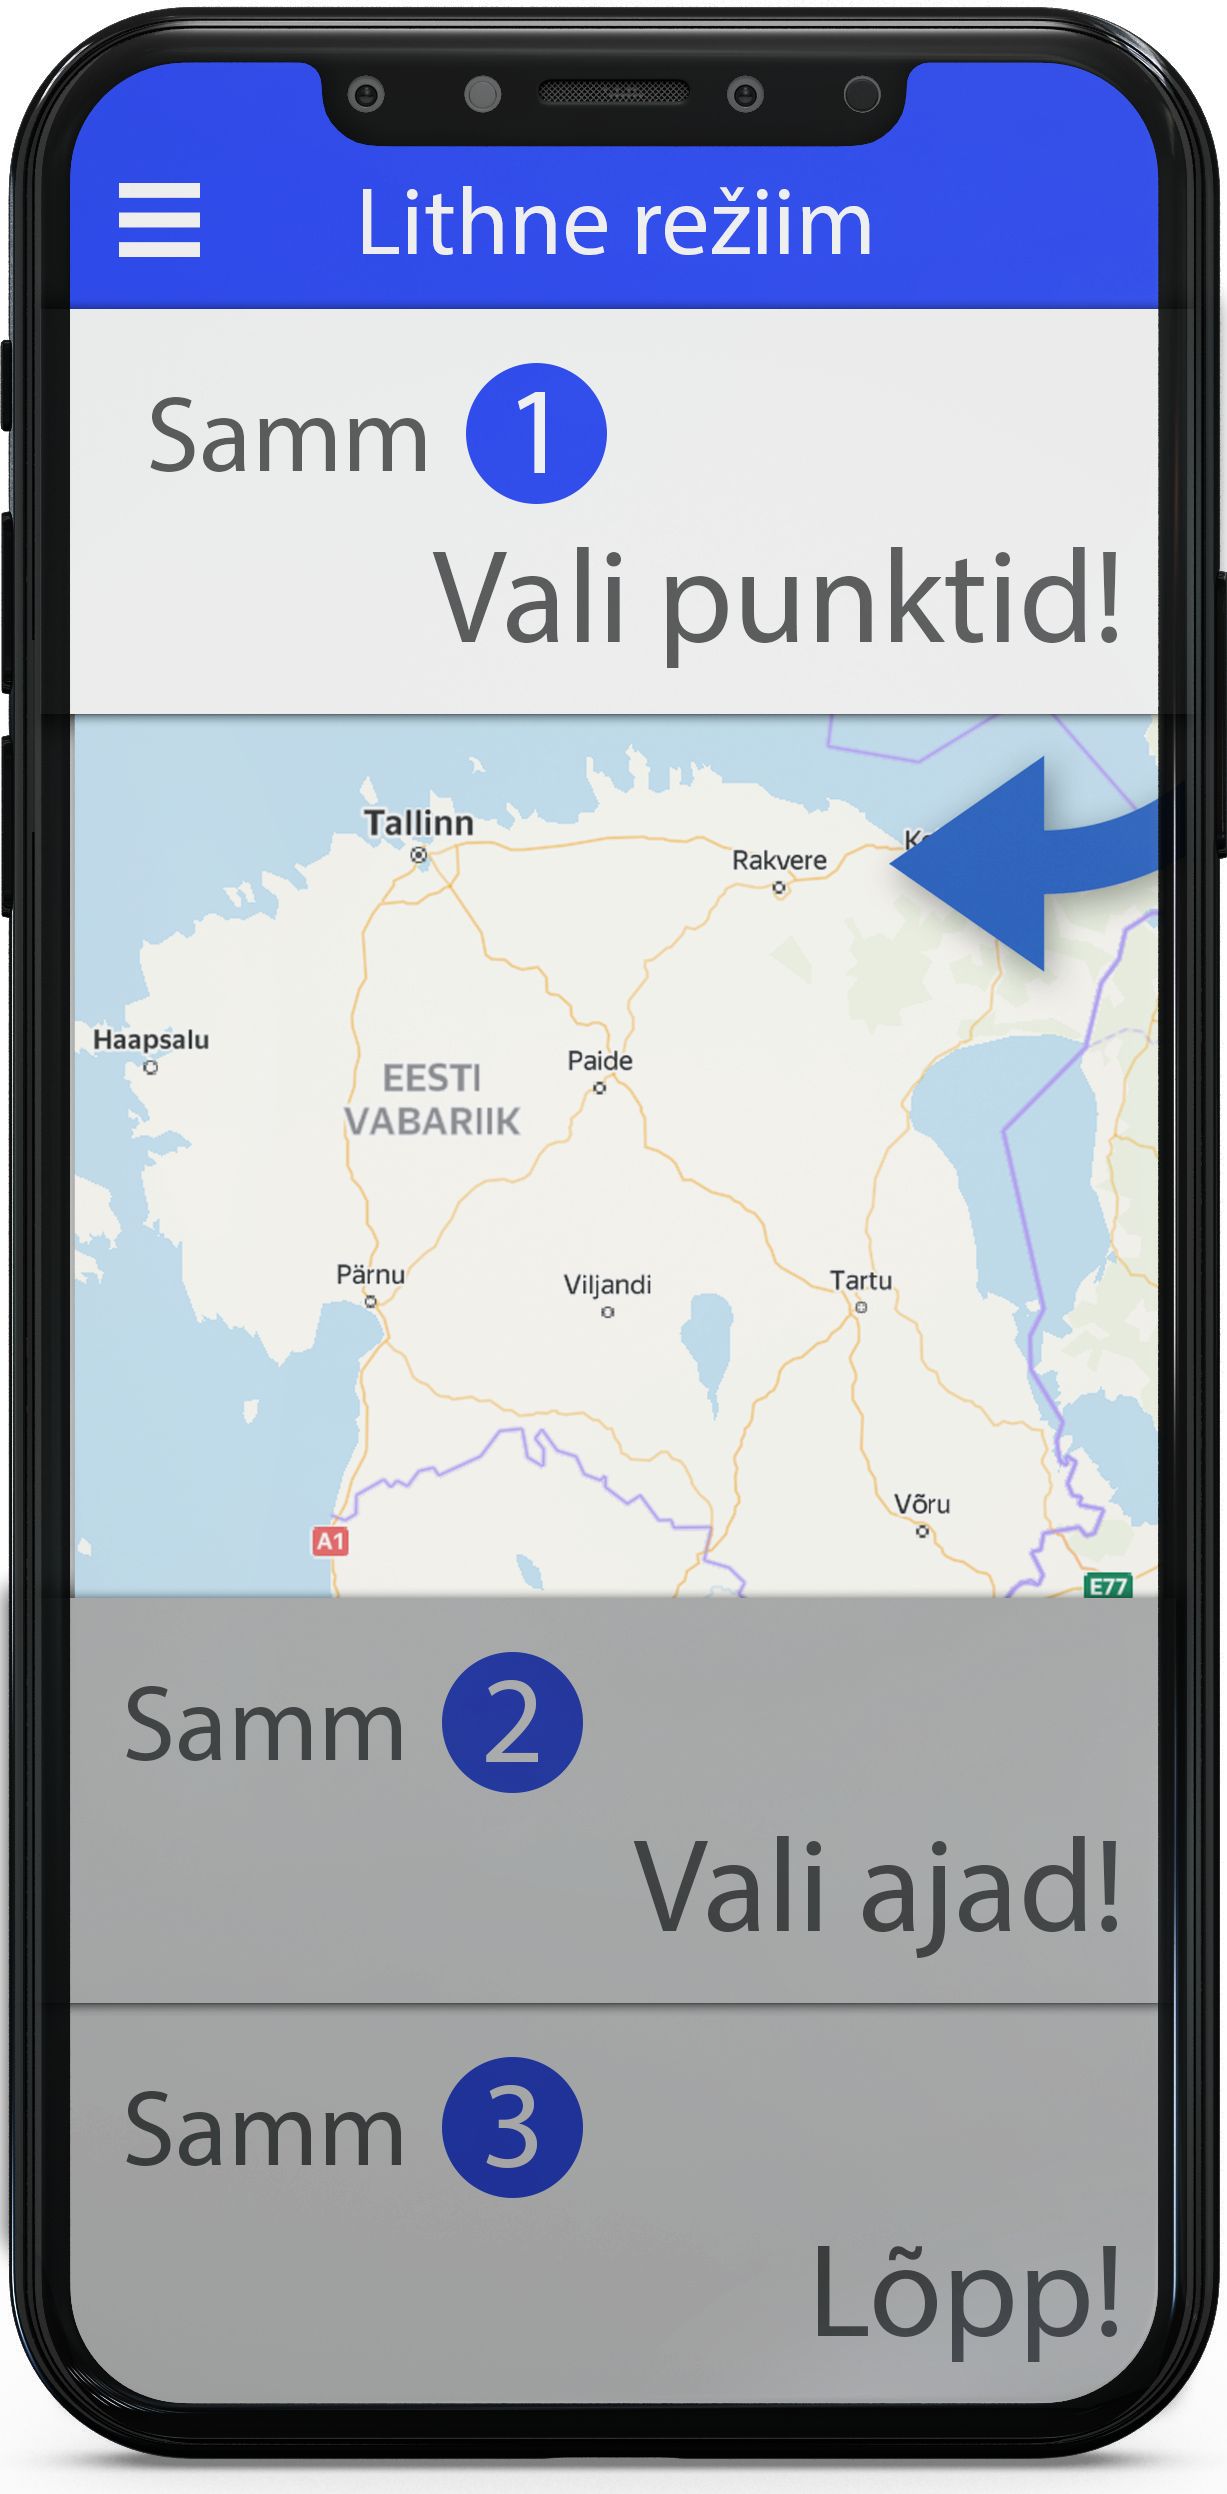 Lithne režiim
Samm 1
Vali punktid!
Tallinn
Rakvere
Haapsalu
Paide
EESTI
VABARIIK
Pärnu
Viljandi
Tartu
Võru
A1
E77
Samm 2
Vali ajad!
Samm 3
Lõpp!